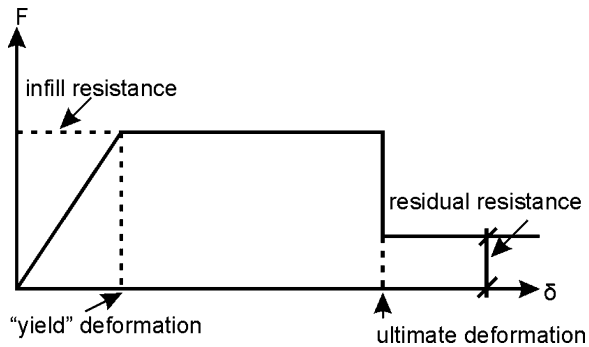 F
infill resistance
residual resistance
δ
“yield” deformation
ultimate deformation